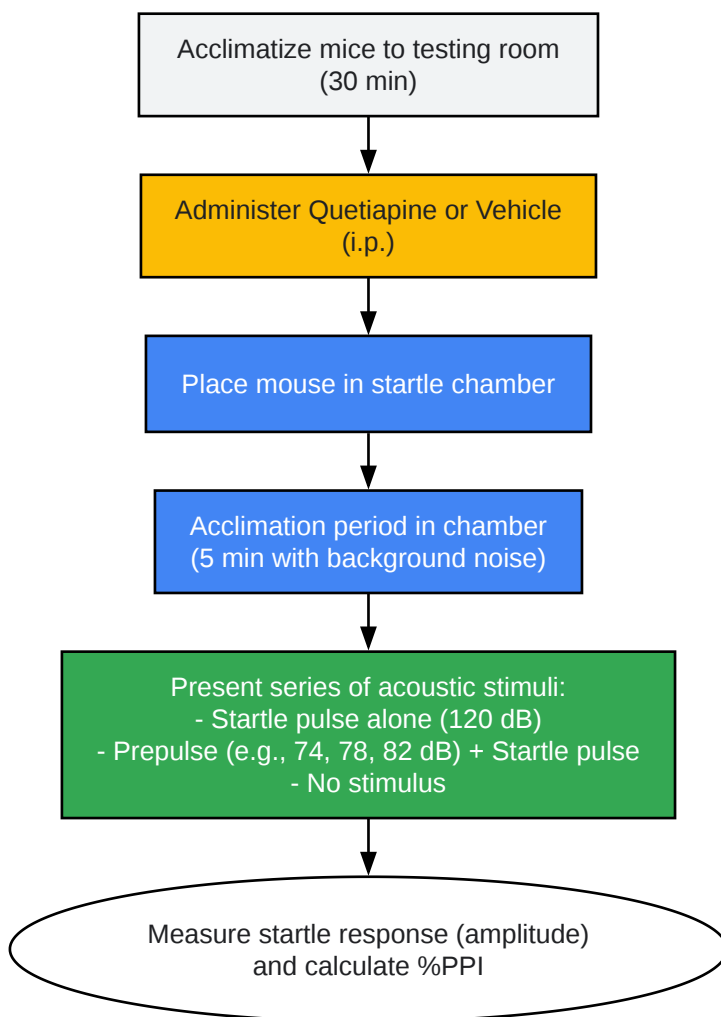 Acclimatize mice to testing room
(30 min)
Administer Quetiapine or Vehicle
(i.p.)
Place mouse in startle chamber
Acclimation period in chamber
(5 min with background noise)
Present series of acoustic stimuli:
- Startle pulse alone (120 dB)
- Prepulse (e.g., 74, 78, 82 dB) + Startle pulse
- No stimulus
Measure startle response (amplitude)
and calculate %PPI